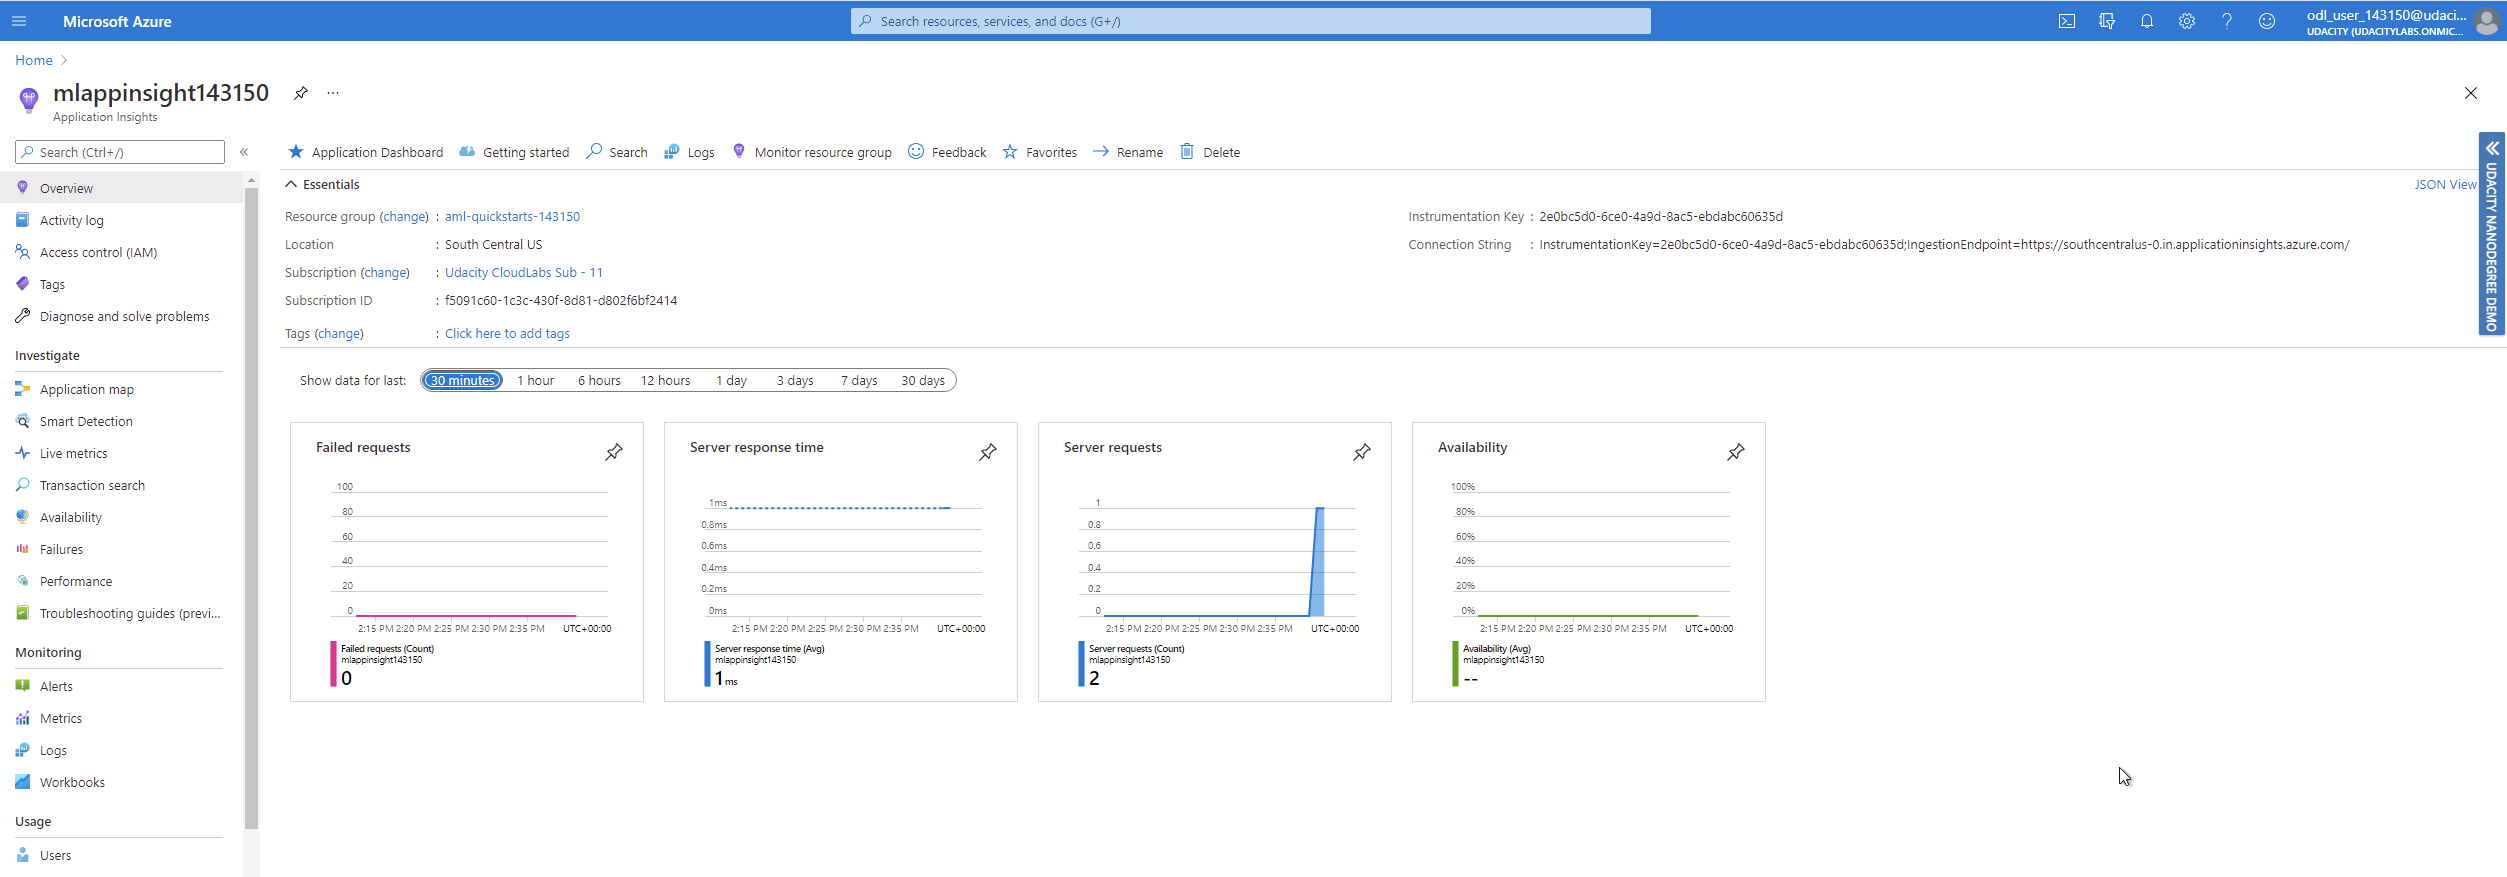 Microsoft Azure
Search resources, services, and docs (G+/)
odl_user_143150@udaci...
UDACITY (UDACITYLABS.ONMIC...
Home
mlappinsight143150
...
Application Insights
Search (Ctrl+/)
«
Overview
Activity log
Access control (IAM)
Tags
Diagnose and solve problems
Investigate
Application map
Smart Detection
Live metrics
Transaction search
Availability
Failures
Performance
Troubleshooting guides (previ...
Monitoring
Alerts
Metrics
Logs
Workbooks
Usage
Users
Application Dashboard Getting started Search Logs Monitor resource group Feedback Favorites Rename Delete
Essentials
JSON View
Resource group (change) : aml-quickstarts-143150
Location : South Central US
Subscription (change) : Udacity CloudLabs Sub - 11
Subscription ID : f5091c60-1c3c-430f-8d81-d802f6bf2414
Tags (change) : Click here to add tags
Instrumentation Key : 2e0bc5d0-6ce0-4a9d-8ac5-ebdabc60635d
Connection String : InstrumentationKey=2e0bc5d0-6ce0-4a9d-8ac5-ebdabc60635d;IngestionEndpoint=https://southcentralus-0.in.applicationinsights.azure.com/
UDACITY NANODEGREE DEMO
Show data for last: 30 minutes 1 hour 6 hours 12 hours 1 day 3 days 7 days 30 days
Failed requests
100
80
60
40
20
0
2:15 PM 2:20 PM 2:25 PM 2:30 PM 2:35 PM UTC+00:00
Failed requests (Count)
mlappinsight143150
0
Server response time
1ms
0.8ms
0.6ms
0.4ms
0.2ms
0ms
2:15 PM 2:20 PM 2:25 PM 2:30 PM 2:35 PM UTC+00:00
Server response time (Avg)
mlappinsight143150
1 ms
Server requests
1
0.8
0.6
0.4
0.2
0
2:15 PM 2:20 PM 2:25 PM 2:30 PM 2:35 PM UTC+00:00
Server requests (Count)
mlappinsight143150
2
Availability
100%
80%
60%
40%
20%
0%
2:15 PM 2:20 PM 2:25 PM 2:30 PM 2:35 PM UTC+00:00
Availability (Avg)
mlappinsight143150
--